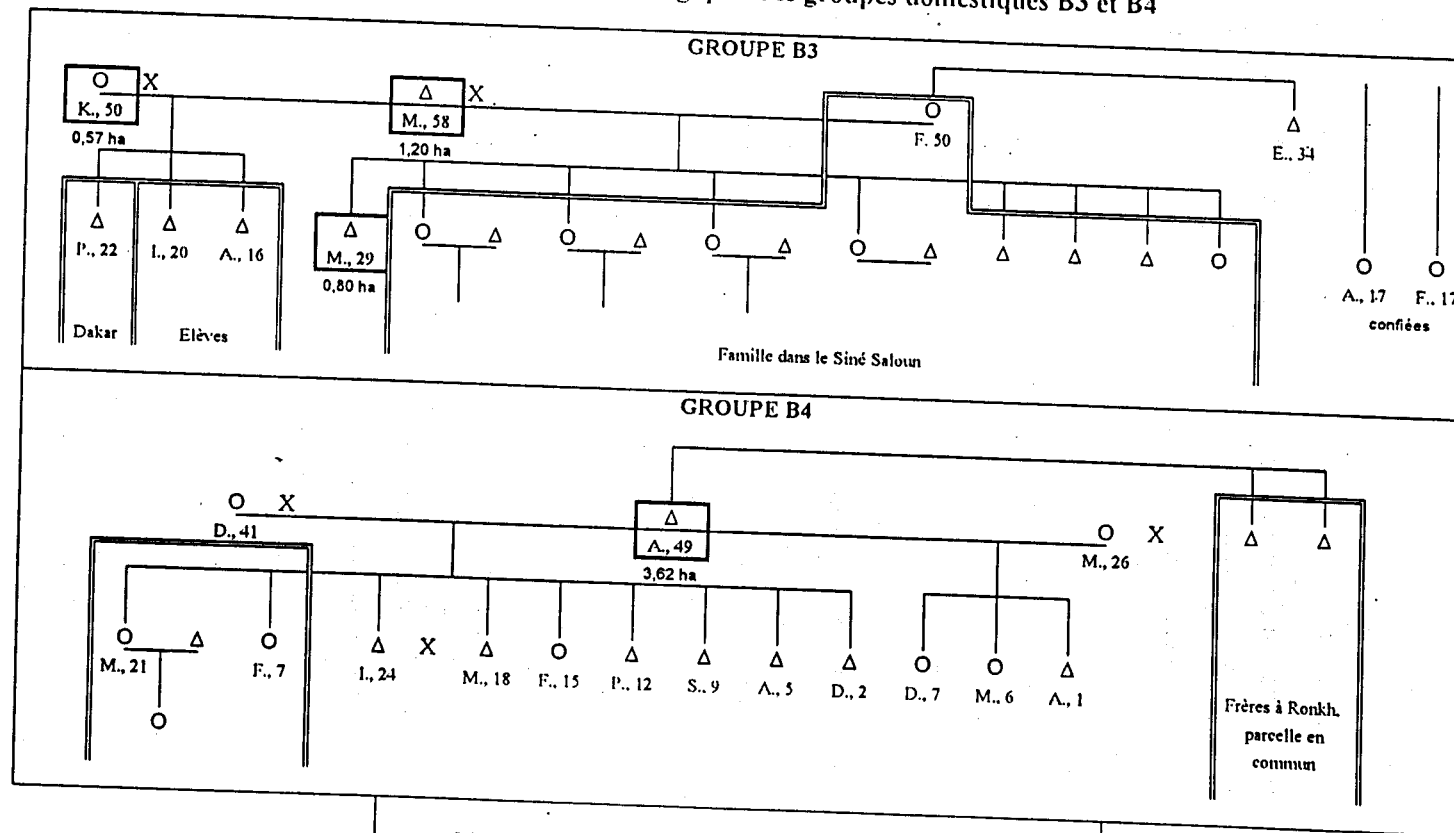 groupes domestiques B3 et B4
GROUPE B3
X
K., 50
0,57 ha
X
M., 58
1,20 ha
F. 50
E., 34
P., 22
I., 20
A., 16
M., 29
0,80 ha
A., 17
F., 17
confiées
Dakar
Elèves
Famille dans le Siné Saloun
GROUPE B4
X
D., 41
A., 49
3,62 ha
X
M., 26
M., 21
F., 7
I., 24
X
M., 18
F., 15
P., 12
S., 9
A., 5
D., 2
D., 7
M., 6
A., 1
Frères à Ronkh,
parcelle en
commun